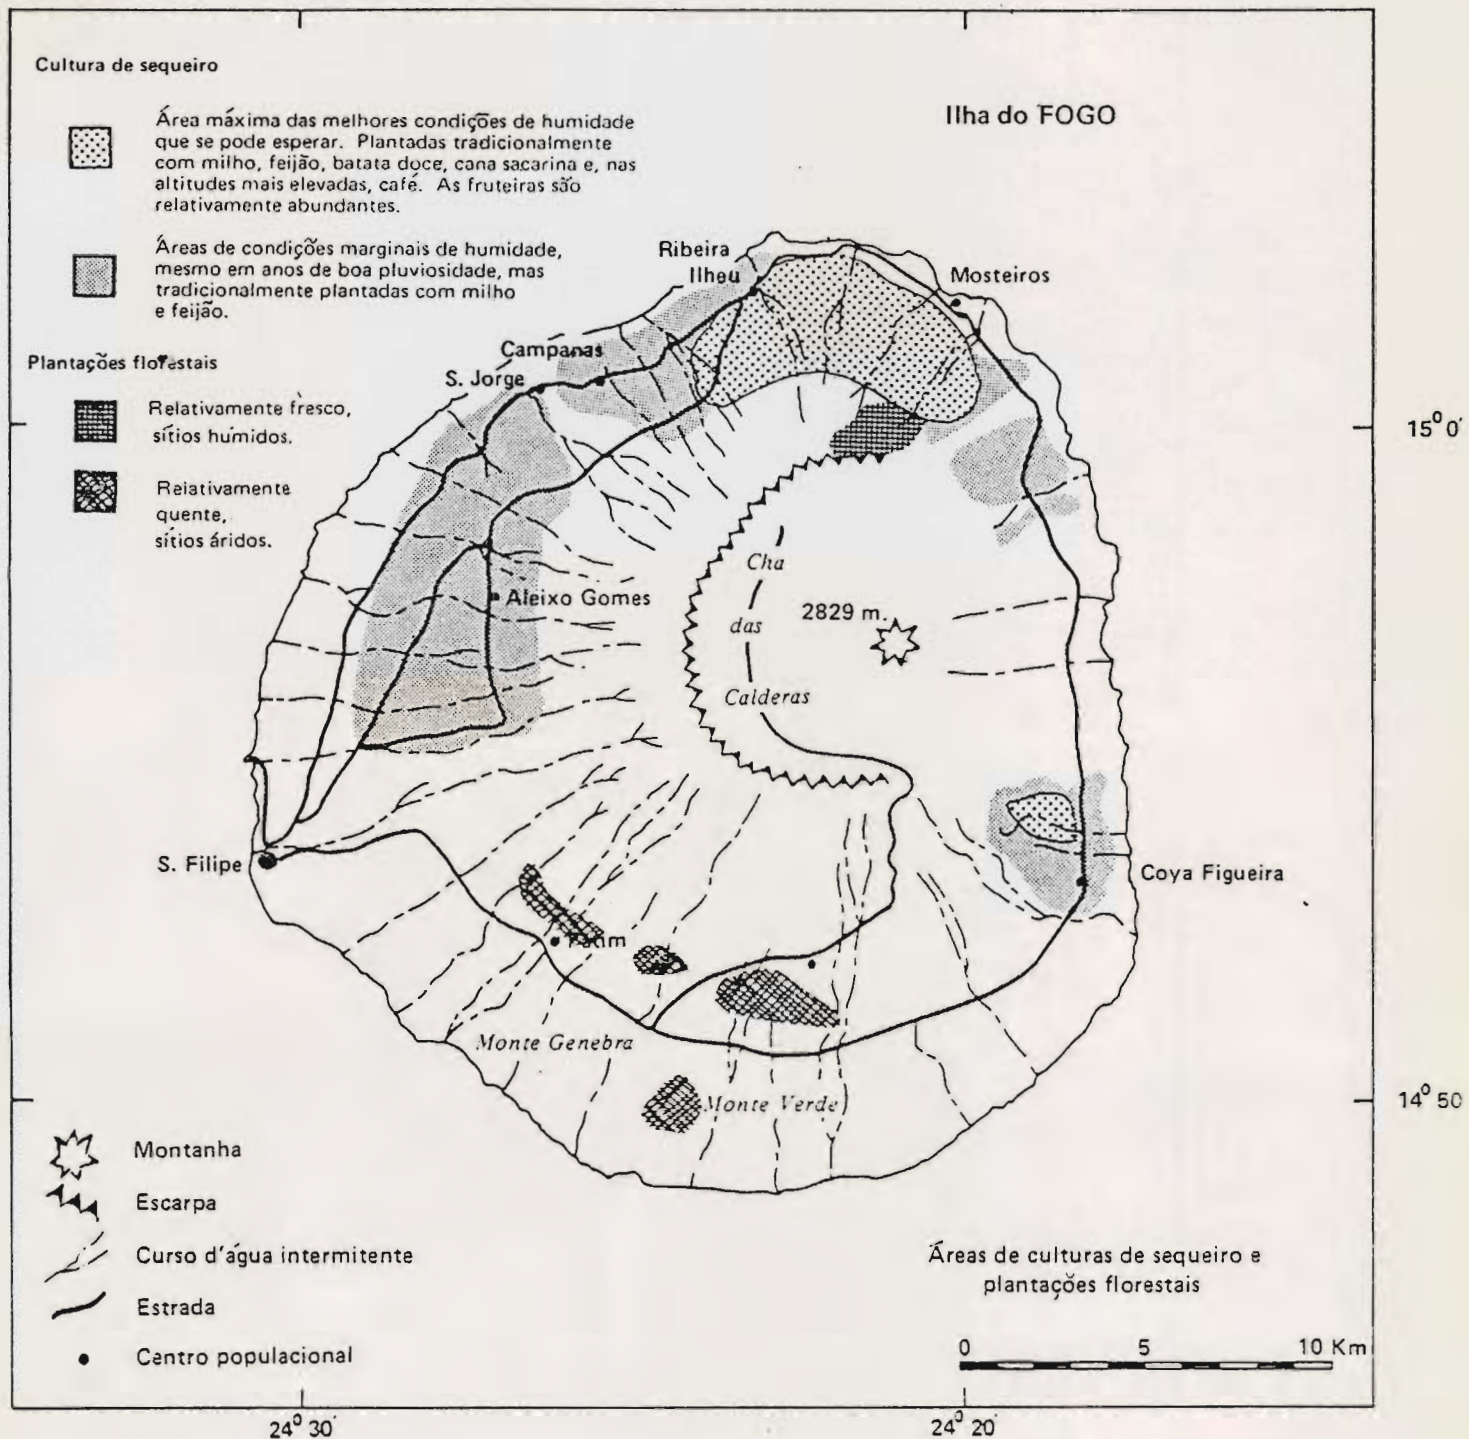 Cultura de sequeiro
Área máxima das melhores condições de humidade
que se pode esperar. Plantadas tradicionalmente
com milho, feijão, batata doce, cana sacarina e, nas
altitudes mais elevadas, café. As fruteiras são
relativamente abundantes.
Áreas de condições marginais de humidade,
mesmo em anos de boa pluviosidade, mas
tradicionalmente plantadas com milho
e feijão.
Plantações florestais
Relativamente fresco,
sítios húmidos.
Relativamente
quente,
sítios áridos.
Ilha do FOGO
Ribeira
Ilheu
Mosteiros
Campanas
S. Jorge
15° 0'
Aleixo Gomes
Cha
das
Calderas
2829 m.
S. Filipe
Coya Figueira
Monte Genebra
Monte Verde
14° 50
Montanha
Escarpa
Curso d'água intermitente
Estrada
Centro populacional
Áreas de culturas de sequeiro e
plantações florestais
0 5 10 Km
24° 30'
24° 20'